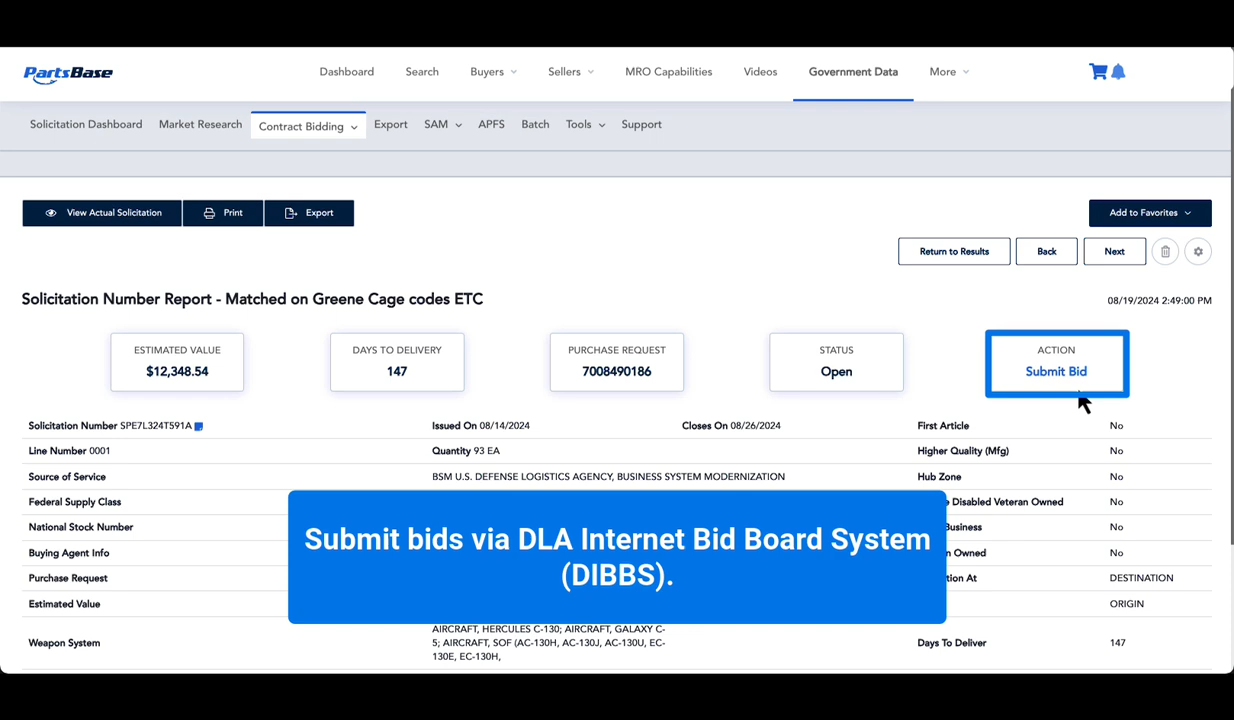 PartsBase
Dashboard Search Buyers Sellers MRO Capabilities Videos Government Data More
Solicitation Dashboard Market Research Contract Bidding Export SAM APFS Batch Tools Support
View Actual Solicitation Print Export Add to Favorites
Return to Results Back Next
Solicitation Number Report - Matched on Greene Cage codes ETC 08/19/2024 2:49:00 PM
ESTIMATED VALUE DAYS TO DELIVERY PURCHASE REQUEST STATUS ACTION
$12,348.54 147 7008490186 Open Submit Bid
Solicitation Number SPE7L324T591A Issued On 08/14/2024 Closes On 08/26/2024 First Article No
Line Number 0001 Quantity 93 EA Higher Quality (Mfg) No
Source of Service BSM U.S. DEFENSE LOGISTICS AGENCY, BUSINESS SYSTEM MODERNIZATION Hub Zone No
Federal Supply Class Disabled Veteran Owned No
National Stock Number Business No
Buying Agent Info Owned No
Purchase Request At DESTINATION
Estimated Value ORIGIN
Submit bids via DLA Internet Bid Board System
(DIBBS).
AIRCRAFT, HERCULES C-130; AIRCRAFT, GALAXY C-
Weapon System 5; AIRCRAFT, SOF (AC-130H, AC-130J, AC-130U, EC- Days To Deliver 147
130E, EC-130H,